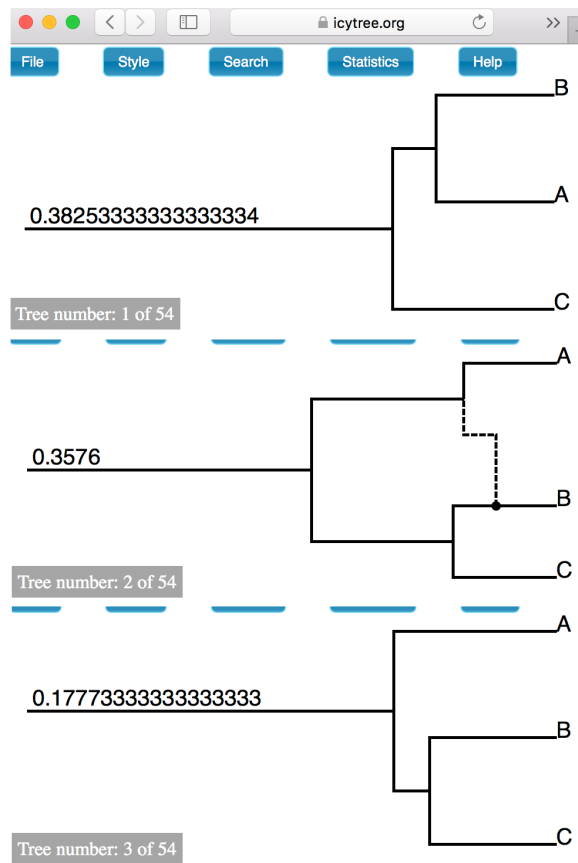 icytree.org
File Style Search Statistics Help
B
0.38253333333333334
A
C
Tree number: 1 of 54
A
0.3576
B
C
Tree number: 2 of 54
A
0.17773333333333333
B
C
Tree number: 3 of 54